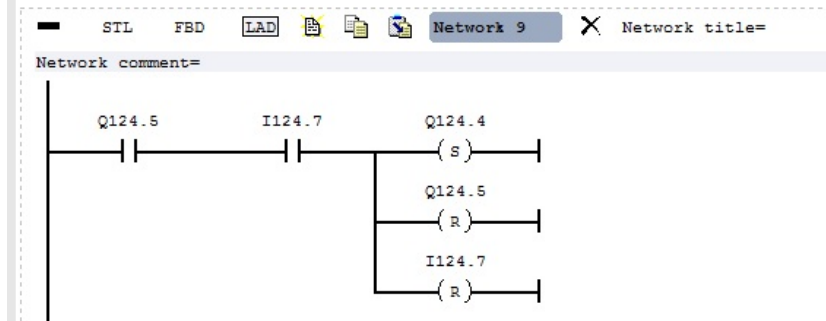 STL FBD LAD Network 9 Network title=
Network comment=
Q124.5 I124.7 Q124.4
S
Q124.5
R
I124.7
R